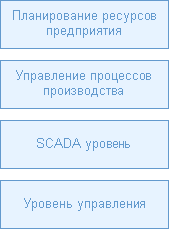 Планирование ресурсов
предприятия
Управление процессов
производства
SCADA уровень
Уровень управления